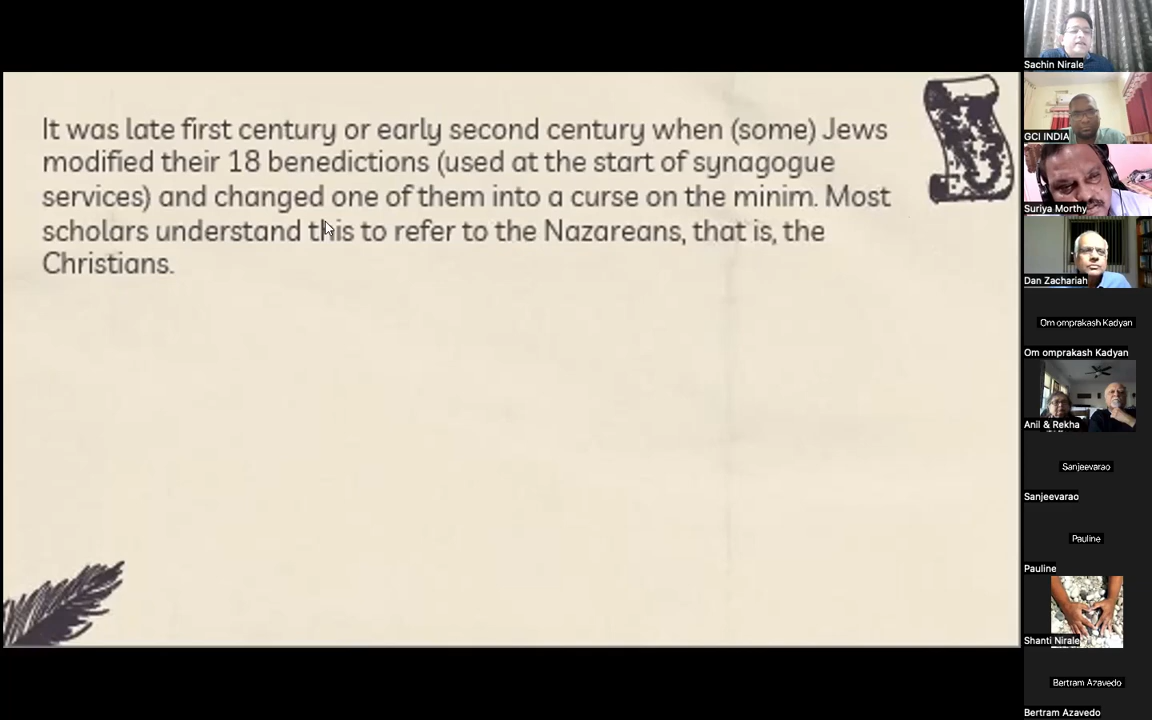 It was late first century or early second century when (some) Jews
modified their 18 benedictions (used at the start of synagogue
services) and changed one of them into a curse on the minim. Most
scholars understand this to refer to the Nazareans, that is, the
Christians.
Sachin Nirale
GCI INDIA
Suriya Morthy
Dan Zachariah
Om omprakash Kadyan
Om omprakash Kadyan
Anil & Rekha
Sanjeevarao
Sanjeevarao
Pauline
Pauline
Shanti Nirale
Bertram Azavedo
Bertram Azavedo